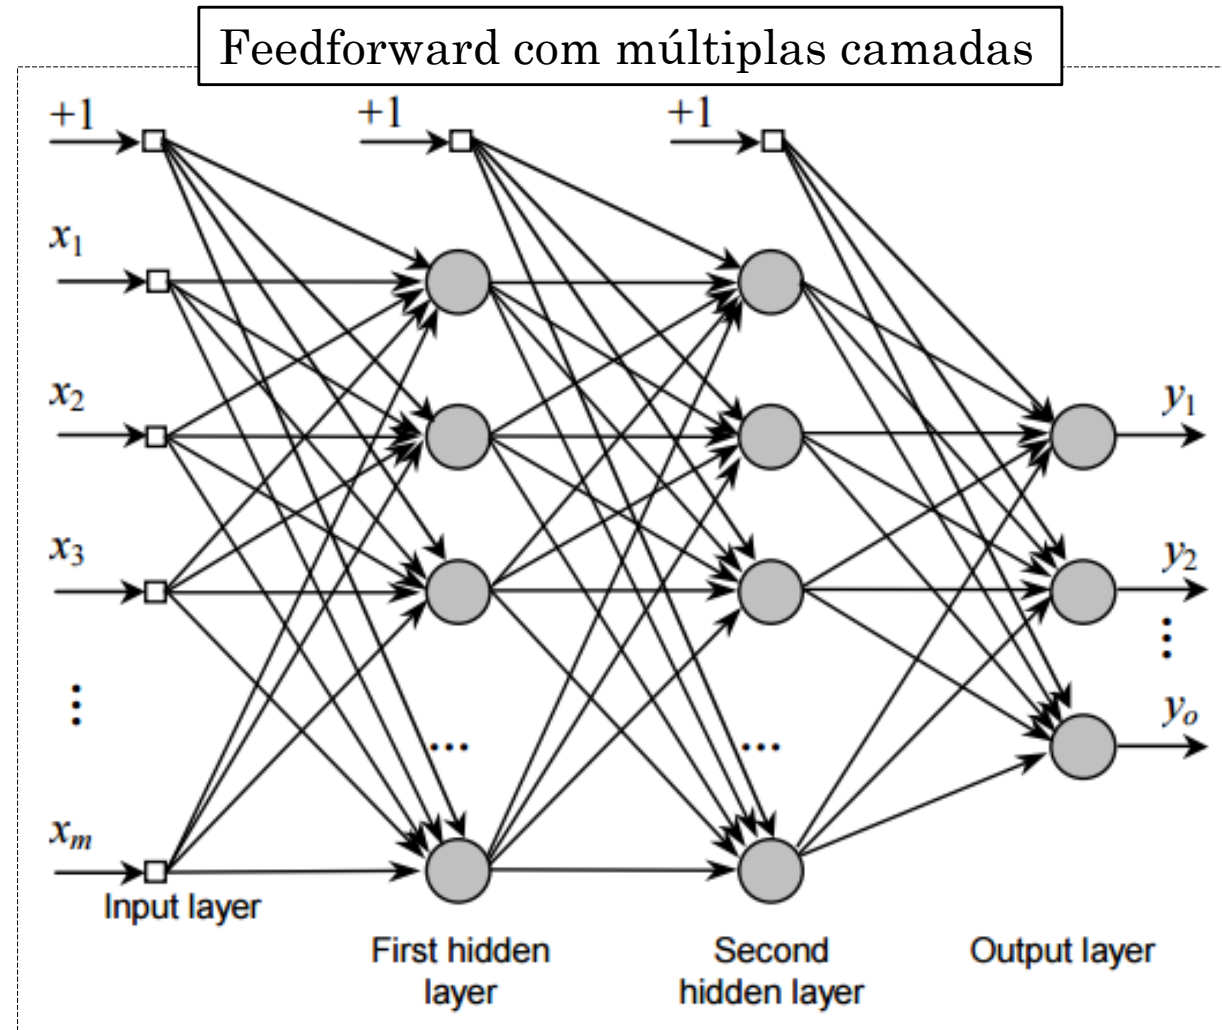 Feedforward com múltiplas camadas
+1 +1 +1
x1
x2
y1
x3
y2
⋮
yo
⋮
... ...
xm
Input layer
First hidden layer
Second hidden layer
Output layer